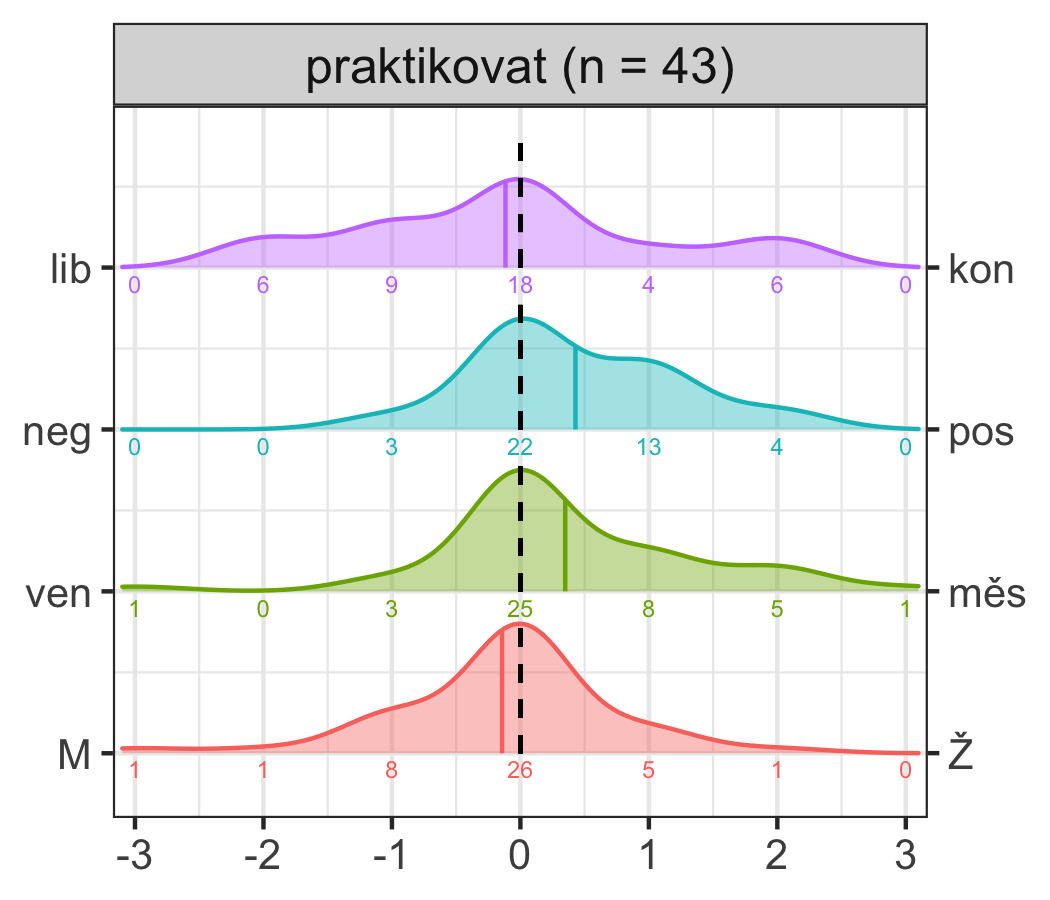 praktikovat (n = 43)
lib kon
0 6 9 18 4 6 0
neg pos
0 0 3 22 13 4 0
ven měs
1 0 3 25 8 5 1
M Ž
1 1 8 26 5 1 0
-3 -2 -1 0 1 2 3